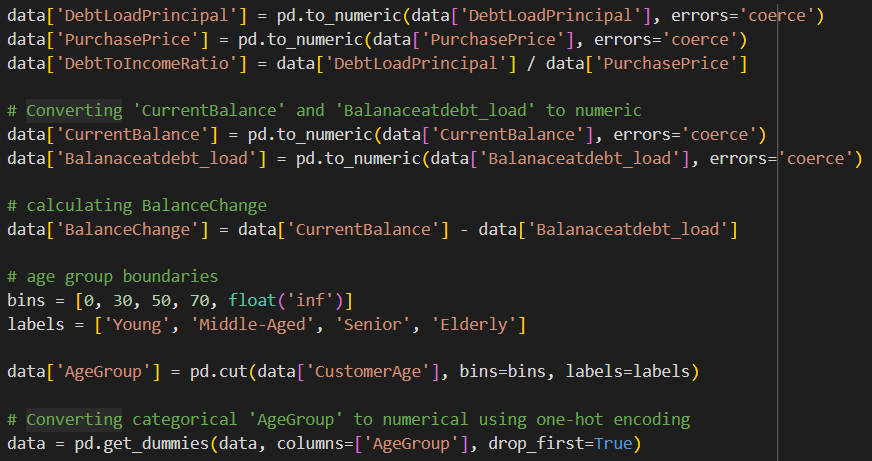 data['DebtLoadPrincipal'] = pd.to_numeric(data['DebtLoadPrincipal'], errors='coerce')
data['PurchasePrice'] = pd.to_numeric(data['PurchasePrice'], errors='coerce')
data['DebtToIncomeRatio'] = data['DebtLoadPrincipal'] / data['PurchasePrice']
# Converting 'CurrentBalance' and 'Balanaceatdebt_load' to numeric
data['CurrentBalance'] = pd.to_numeric(data['CurrentBalance'], errors='coerce')
data['Balanaceatdebt_load'] = pd.to_numeric(data['Balanaceatdebt_load'], errors='coerce')
# calculating BalanceChange
data['BalanceChange'] = data['CurrentBalance'] - data['Balanaceatdebt_load']
# age group boundaries
bins = [0, 30, 50, 70, float('inf')]
labels = ['Young', 'Middle-Aged', 'Senior', 'Elderly']
data['AgeGroup'] = pd.cut(data['CustomerAge'], bins=bins, labels=labels)
# Converting categorical 'AgeGroup' to numerical using one-hot encoding
data = pd.get_dummies(data, columns=['AgeGroup'], drop_first=True)